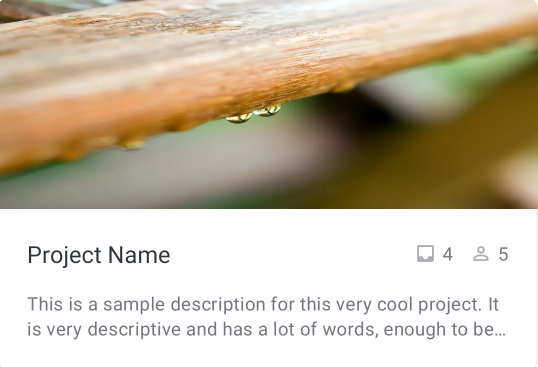 Project Name 4 5
This is a sample description for this very cool project. It
is very descriptive and has a lot of words, enough to be…